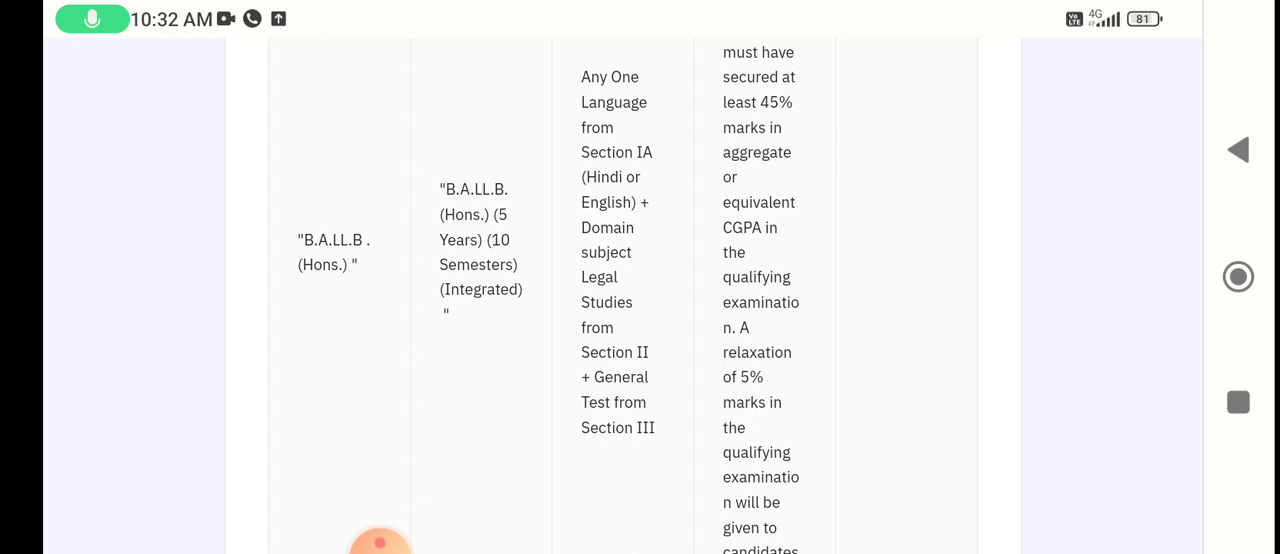 10:32 AM
Vo LTE 4G 81
"B.A.LL.B .
(Hons.) "
"B.A.LL.B.
(Hons.) (5
Years) (10
Semesters)
(Integrated)
"
Any One
Language
from
Section IA
(Hindi or
English) +
Domain
subject
Legal
Studies
from
Section II
+ General
Test from
Section III
must have
secured at
least 45%
marks in
aggregate
or
equivalent
CGPA in
the
qualifying
examinatio
n. A
relaxation
of 5%
marks in
the
qualifying
examinatio
n will be
given to
candidates